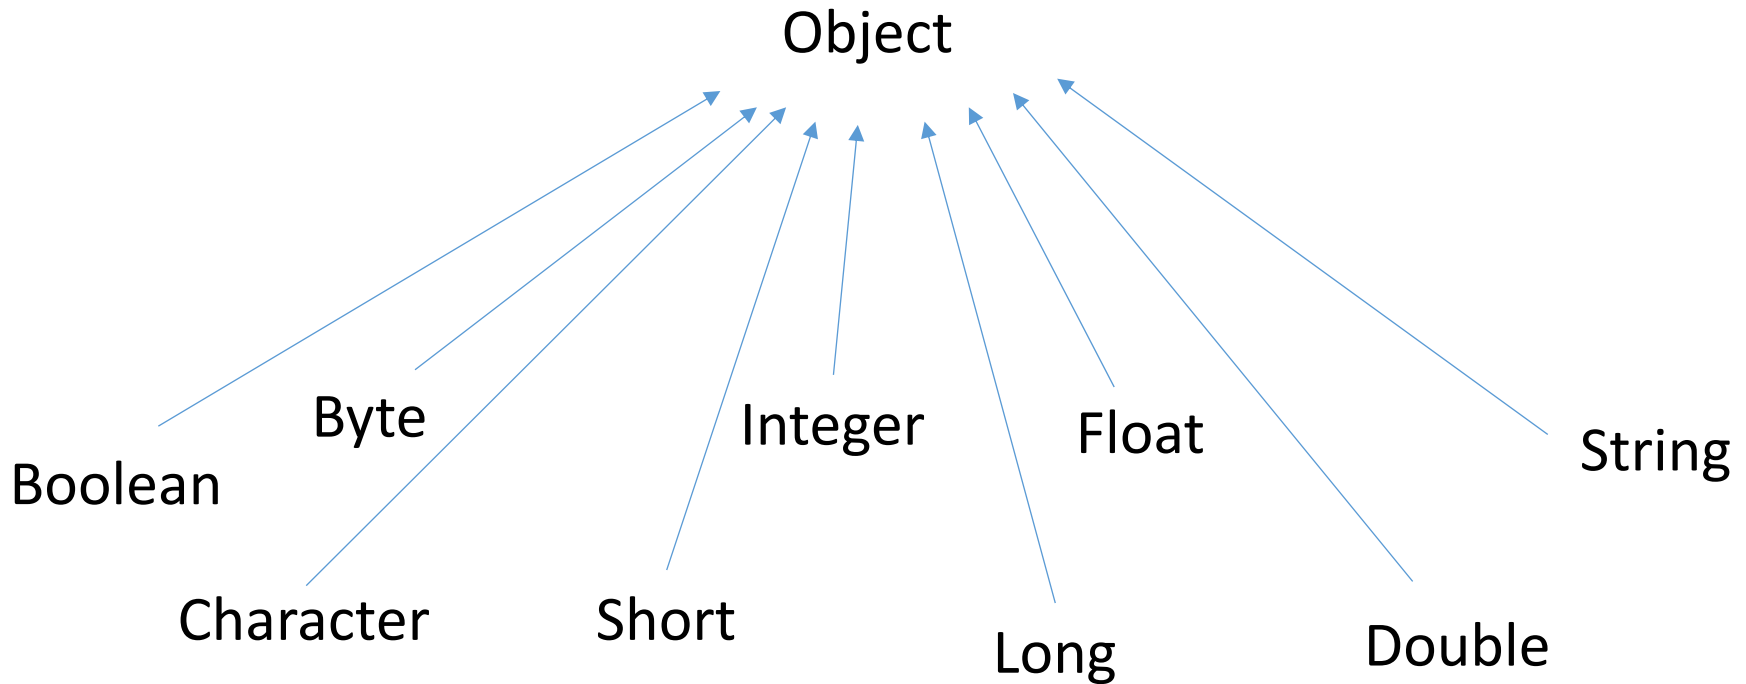 Object
Boolean
Byte
Character
Short
Integer
Long
Float
Double
String